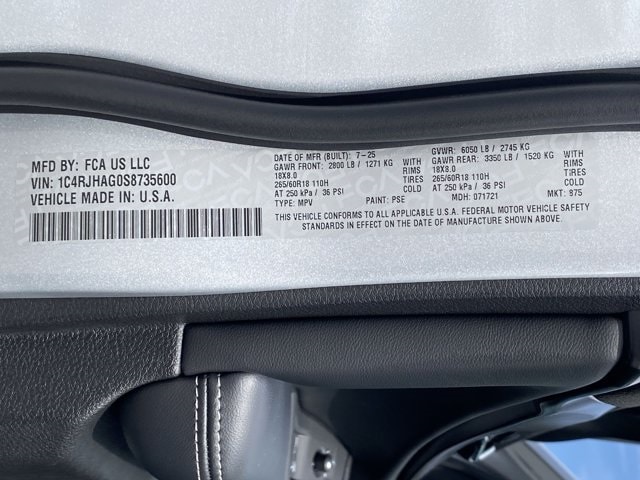 MFD BY: FCA US LLC
VIN: 1C4RJHAG0S8735600
VEHICLE MADE IN: U.S.A.
DATE OF MFR (BUILT): 7-25
GVWR: 6050 LB / 2745 KG
GAWR FRONT: 2800 LB / 1271 KG WITH
GAWR REAR: 3350 LB / 1520 KG WITH
18X8.0 RIMS
18X8.0 RIMS
265/60R18 110H TIRES
265/60R18 110H TIRES
AT 250 kPa / 36 PSI COLD
AT 250 kPa / 36 PSI COLD
TYPE: MPV PAINT: PSE MDH: 071721 MKT: 875
THIS VEHICLE CONFORMS TO ALL APPLICABLE U.S.A. FEDERAL MOTOR VEHICLE SAFETY
STANDARDS IN EFFECT ON THE DATE OF MANUFACTURE SHOWN ABOVE.